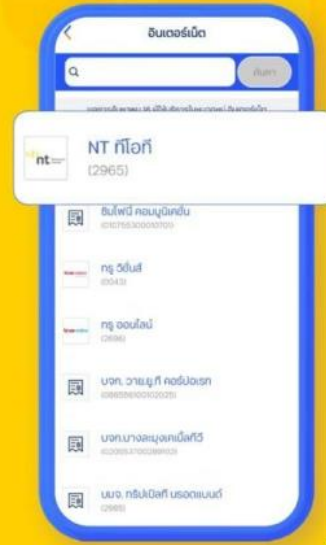 อินเตอร์เน็ต
ค้นหา
nt
NT ทีโอที
(2965)
ซิมโฟนี่ คอมมูนิเคชั่น
(010755300010700)
ทรู วิชั่นส์
(0043)
ทรู ออนไลน์
(2696)
บจก. วาย.ยู.ที คอร์ปอเรท
บจก.บางละมุงเคเบิ้ลทีวี
บมจ. ทริปเปิลที บรอดแบนด์